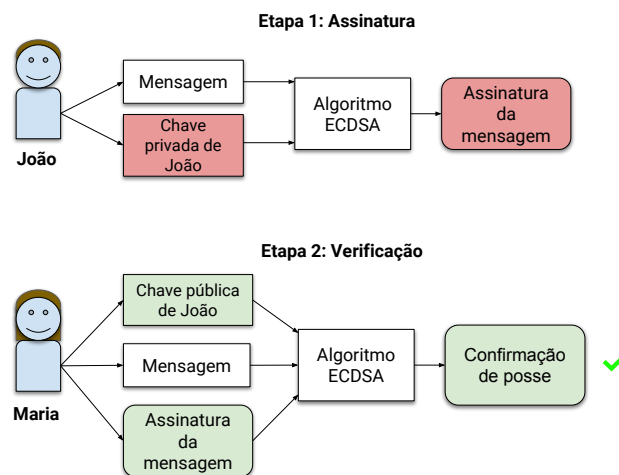 Etapa 1: Assinatura
Mensagem
Chave
privada de
João
Algoritmo
ECDSA
Assinatura
da
mensagem
João
Etapa 2: Verificação
Chave pública
de João
Mensagem
Assinatura
da
mensagem
Algoritmo
ECDSA
Confirmação
de posse
Maria